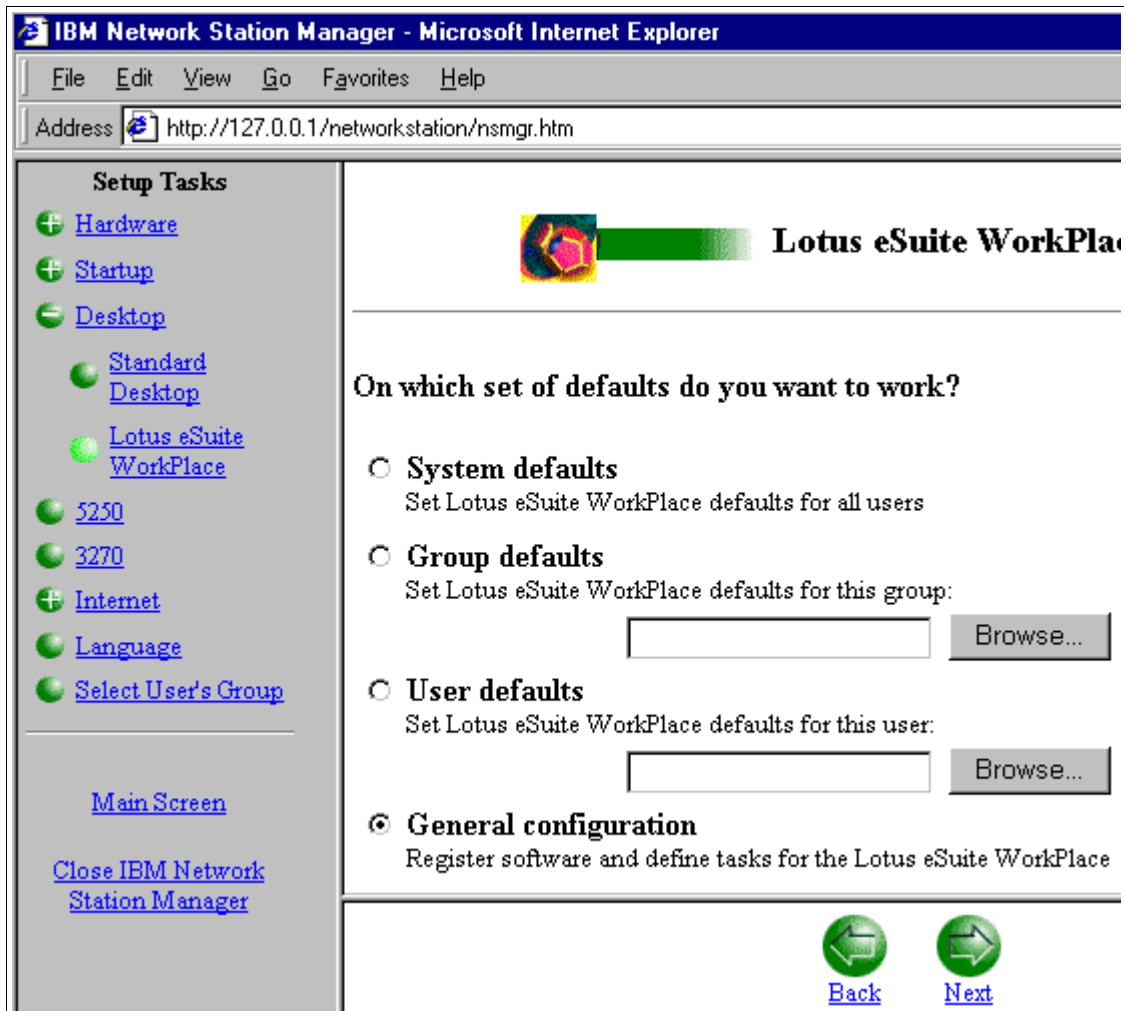 IBM Network Station Manager - Microsoft Internet Explorer
File Edit View Go Favorites Help
Address http://127.0.0.1/networkstation/nsmgr.htm
Setup Tasks
Hardware
Startup
Desktop
Standard
Desktop
Lotus eSuite
WorkPlace
5250
3270
Internet
Language
Select User's Group
Main Screen
Close IBM Network
Station Manager
Lotus eSuite WorkPlac
On which set of defaults do you want to work?
System defaults
Set Lotus eSuite WorkPlace defaults for all users
Group defaults
Set Lotus eSuite WorkPlace defaults for this group:
Browse...
User defaults
Set Lotus eSuite WorkPlace defaults for this user:
Browse...
General configuration
Register software and define tasks for the Lotus eSuite WorkPlace
Back Next